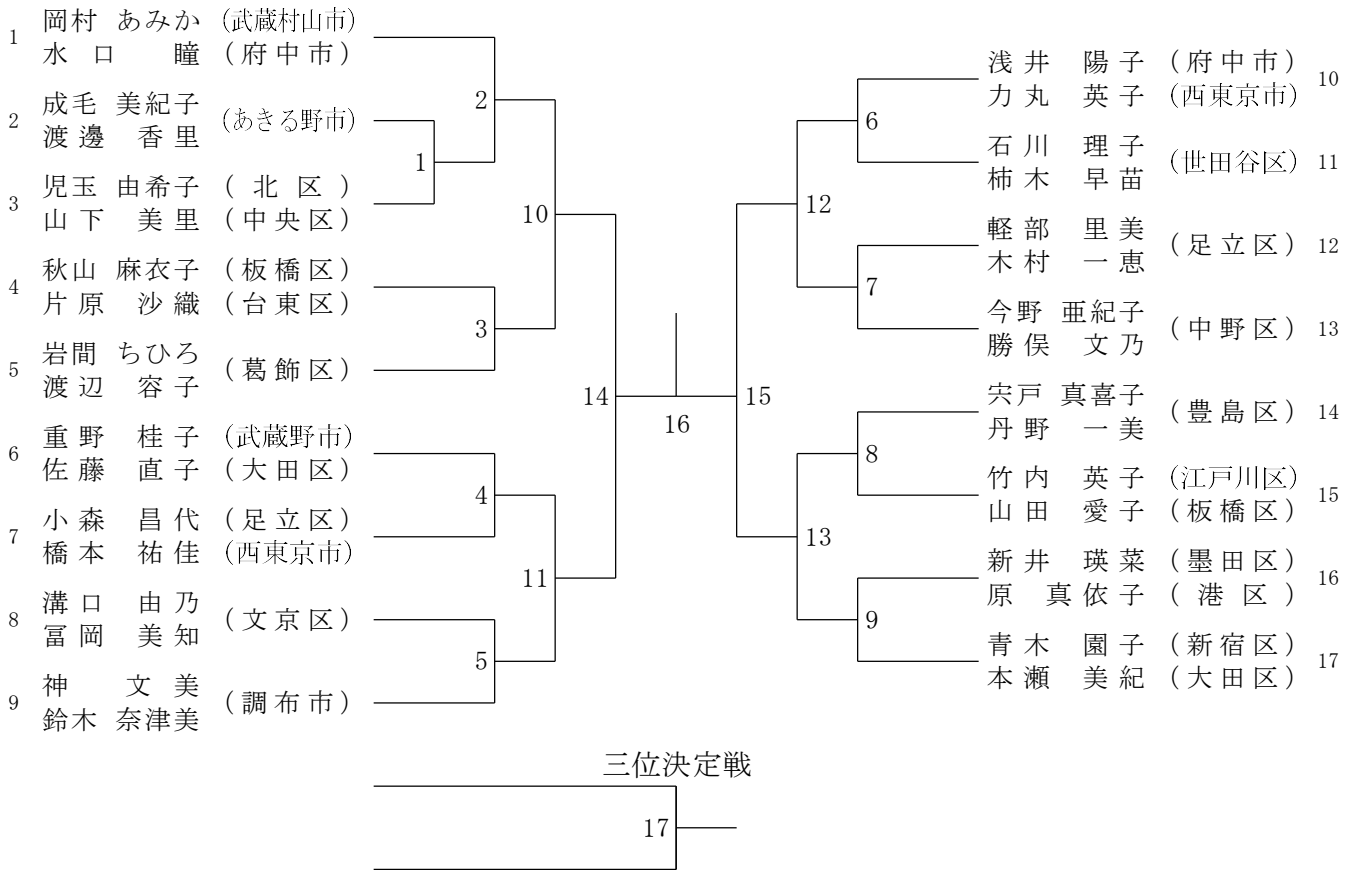 1 岡村 あみか (武蔵村山市)
水口 瞳 (府中市)
2 成毛 美紀子 (あきる野市)
渡邊 香里
3 児玉 由希子 (北区)
山下 美里 (中央区)
4 秋山 麻衣子 (板橋区)
片原 沙織 (台東区)
5 岩間 ちひろ (葛飾区)
渡辺 容子
6 重野 桂子 (武蔵野市)
佐藤 直子 (大田区)
7 小森 昌代 (足立区)
橋本 祐佳 (西東京市)
8 溝口 由乃 (文京区)
冨岡 美知
9 神 文美 (調布市)
鈴木 奈津美
2
1
10
3
14
4
11
5
16
6
12
7
15
8
13
9
浅井 陽子 (府中市) 10
力丸 英子 (西東京市)
石川 理子 (世田谷区) 11
柿木 早苗
軽部 里美 (足立区) 12
木村 一恵
今野 亜紀子 (中野区) 13
勝俣 文乃
宍戸 真喜子 (豊島区) 14
丹野 一美
竹内 英子 (江戸川区) 15
山田 愛子 (板橋区)
新井 瑛菜 (墨田区) 16
原 真依子 (港区)
青木 園子 (新宿区) 17
本瀬 美紀 (大田区)
三位決定戦
17